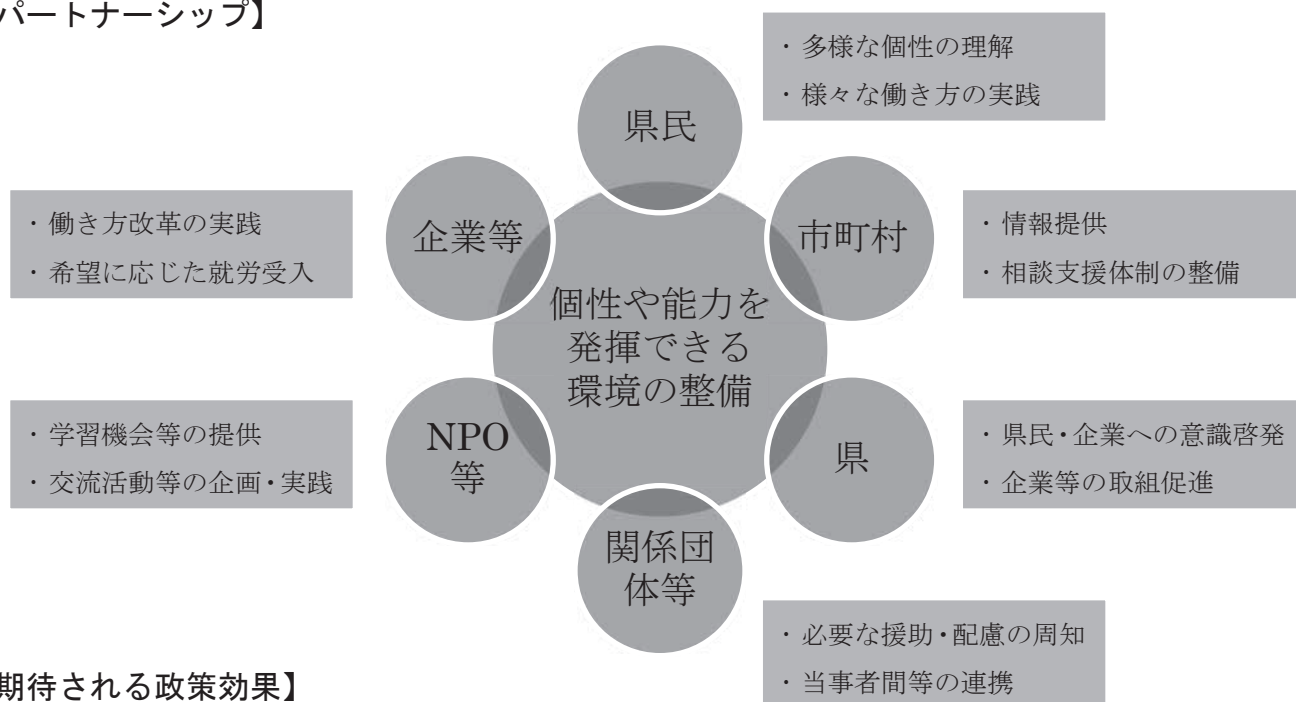 パートナーシップ】
県民
・多様な個性の理解
・様々な働き方の実践
市町村
・情報提供
・相談支援体制の整備
県
・県民・企業への意識啓発
・企業等の取組促進
関係団
体等
・必要な援助・配慮の周知
・当事者間等の連携
NPO
等
・学習機会等の提供
・交流活動等の企画・実践
企業等
・働き方改革の実践
・希望に応じた就労受入
個性や能力を
発揮できる
環境の整備
期待される政策効果】